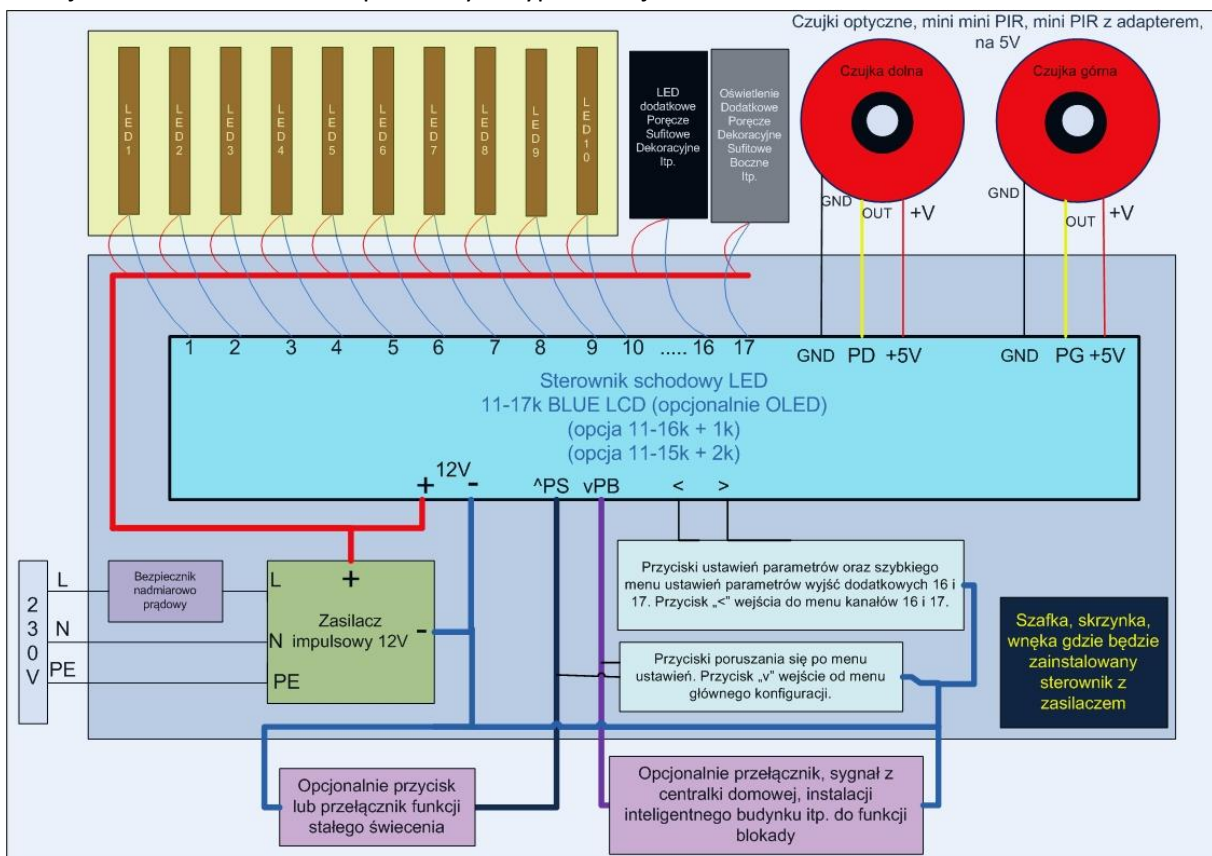 Czujki optyczne, mini mini PIR, mini PIR z adapterem,
na 5V
LED1
LED2
LED3
LED4
LED5
LED6
LED7
LED8
LED9
LED10
LED
dodatkowe
Poręcze
Sufitowe
Dekoracyjne
Itp.
Oświetlenie
Dodatkowe
Poręcze
Dekoracyjne
Sufitowe
Boczne
Itp.
Czujka dolna
Czujka górna
GND
OUT
+V
GND
OUT
+V
1 2 3 4 5 6 7 8 9 10 ..... 16 17
GND PD +5V
GND PG +5V
Sterownik schodowy LED
11-17k BLUE LCD (opcjonalnie OLED)
(opcja 11-16k + 1k)
(opcja 11-15k + 2k)
12V
+ - ^PS vPB < >
230V
L
N
PE
Bezpiecznik
nadmiarowo
prądowy
L
N
PE
+
-
Zasilacz
impulsowy 12V
Przyciski ustawień parametrów oraz szybkiego
menu ustawień parametrów wyjść dodatkowych 16 i
17. Przycisk „<” wejścia do menu kanałów 16 i 17.
Przyciski poruszania się po menu
ustawień. Przycisk „v” wejście od menu
głównego konfiguracji.
Szafka, skrzynka,
wnęka gdzie będzie
zainstalowany
sterownik z
zasilaczem
Opcjonalnie przycisk
lub przełącznik funkcji
stałego świecenia
Opcjonalnie przełącznik, sygnał z
centralki domowej, instalacji
inteligentnego budynku itp. do funkcji
blokady